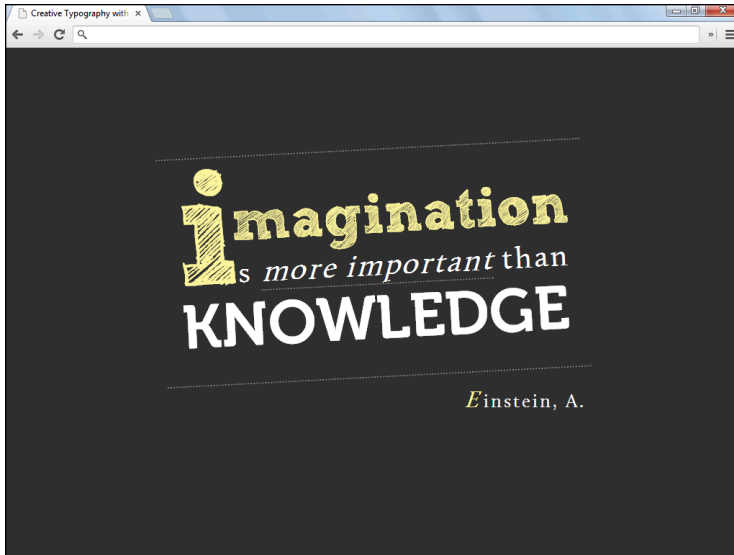 Creative Typography with
imagination
is more important than
KNOWLEDGE
Einstein, A.